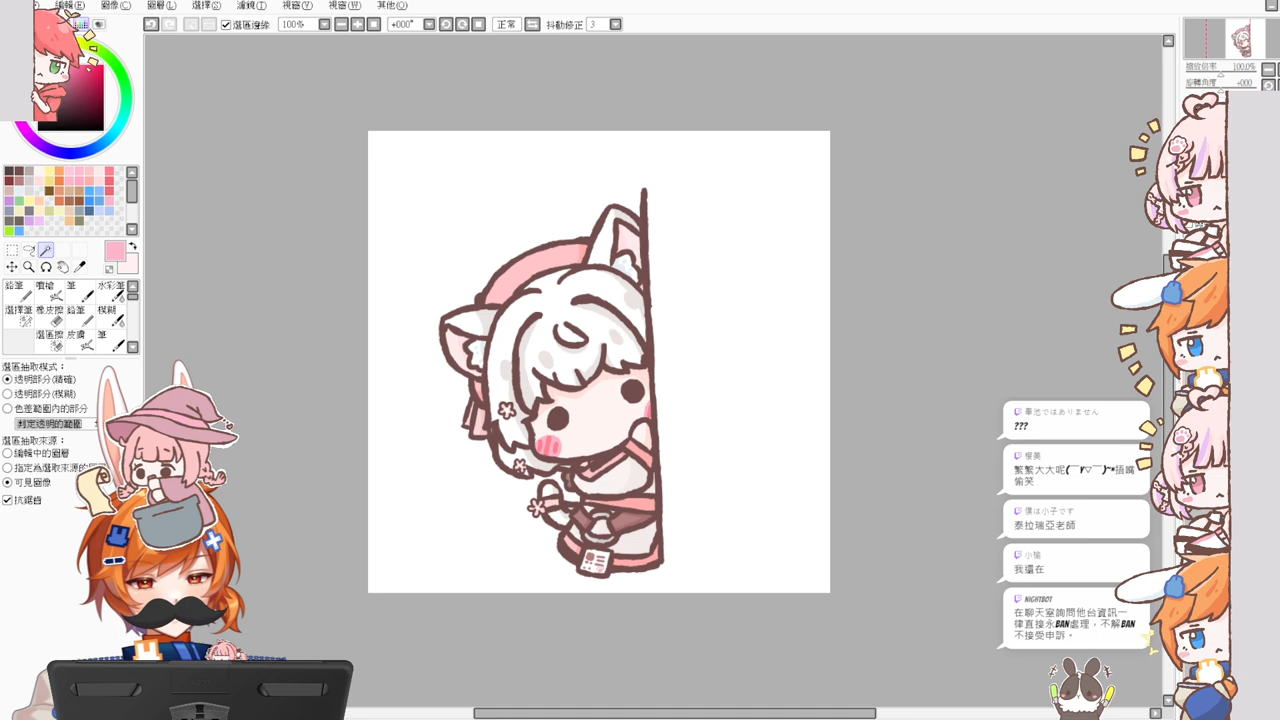 編輯(E) 圖像(C) 圖層(L) 選擇(S) 濾鏡(I) 視窗(V) 視窗(W) 其他(O)
選區邊緣 100% +000° 正常 抖動修正 3
縮放倍率 100.0%
旋轉角度 +000
鉛筆 噴槍 筆 水彩筆
選擇筆 橡皮擦 鉛筆 模糊
選區擦 皮膚 筆
選區抽取模式：
透明部分(精確)
透明部分(模糊)
色差範圍內的部分
判定透明的範圍
選區抽取來源：
編輯中的圖層
指定為選取來源的圖
可見圖像
抗鋸齒
畢池ではありません
???
櫻美
繁繁大大呢(￣▼▽￣)~*摀嘴
偷笑
僕は小子です
泰拉瑞亞老師
小榆
我還在
NIGHTBOT
在聊天室詢問他台資訊一
律直接永BAN處理，不解BAN
不接受申訴。